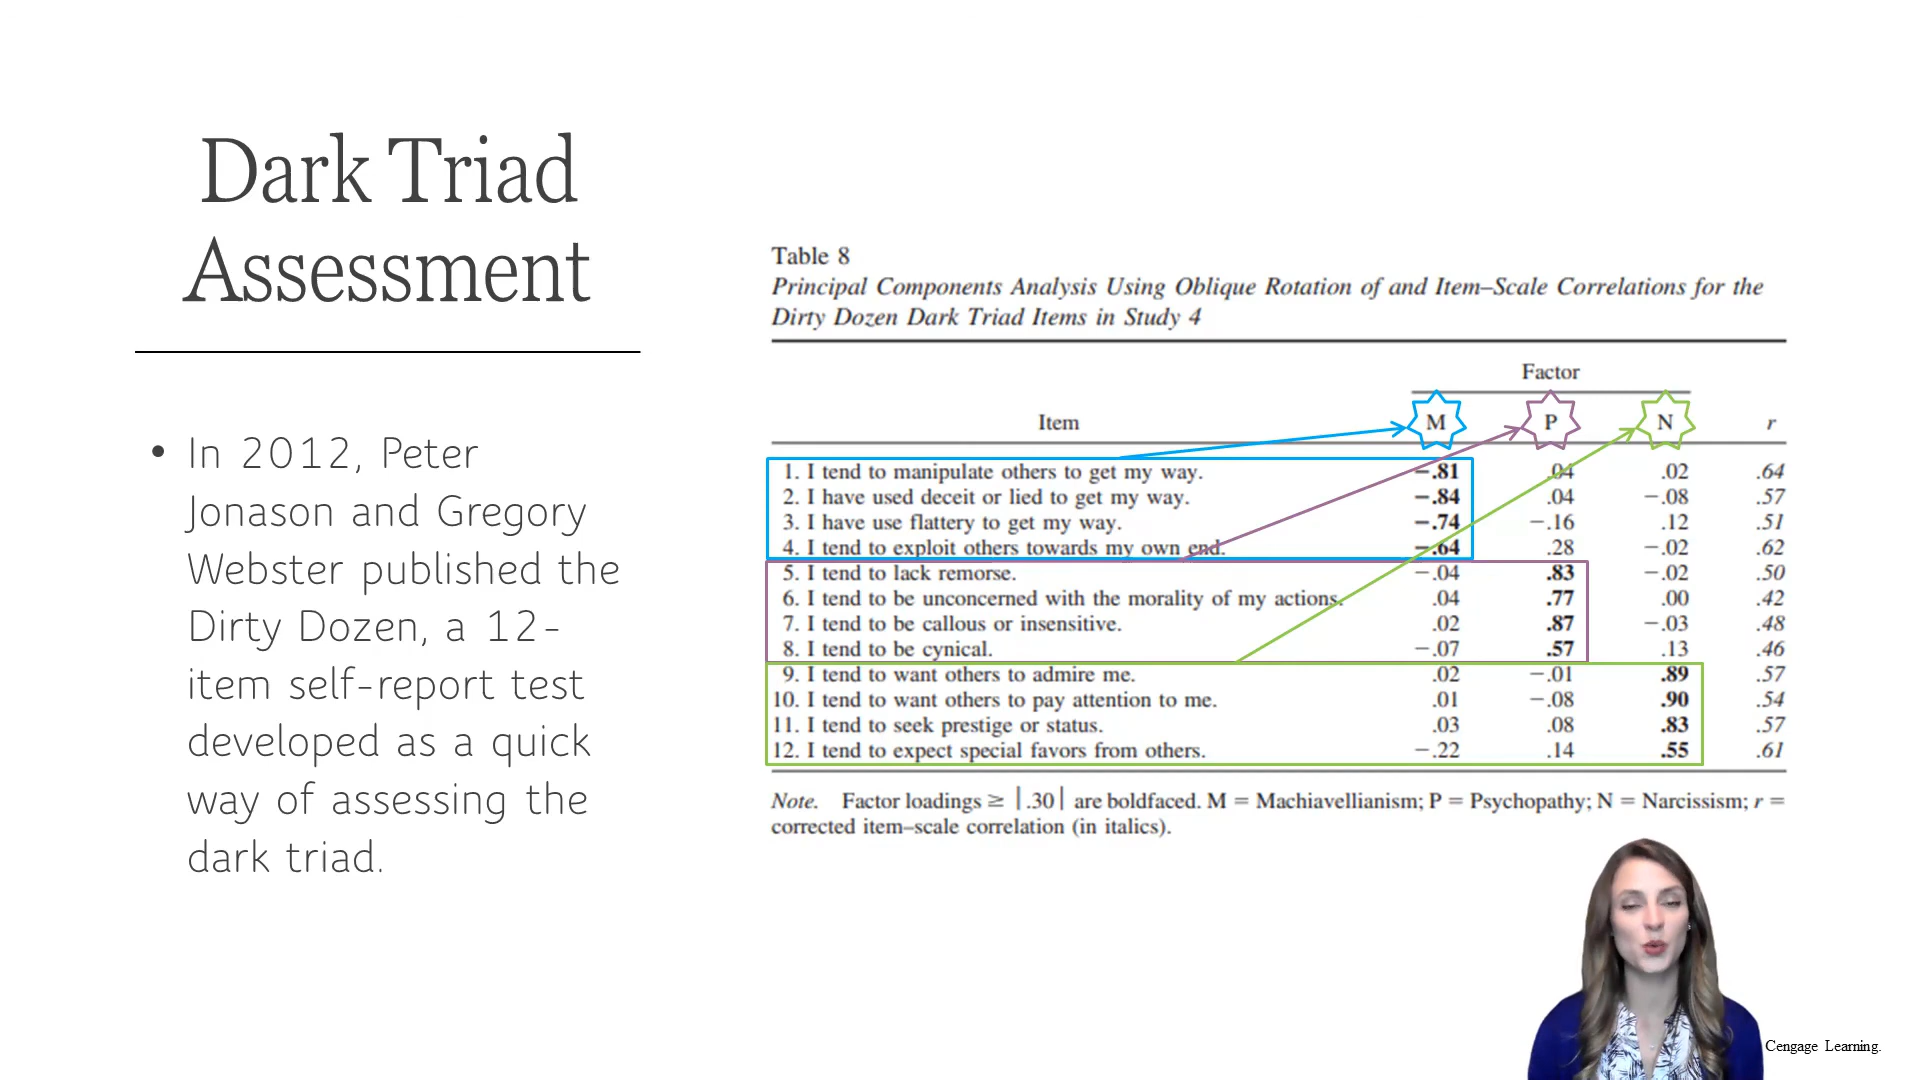 Dark Triad
Assessment
• In 2012, Peter
Jonason and Gregory
Webster published the
Dirty Dozen, a 12-
item self-report test
developed as a quick
way of assessing the
dark triad.
Table 8
Principal Components Analysis Using Oblique Rotation of and Item–Scale Correlations for the
Dirty Dozen Dark Triad Items in Study 4
Factor
Item M P N r
1. I tend to manipulate others to get my way. −.81 .04 .02 .64
2. I have used deceit or lied to get my way. −.84 .04 −.08 .57
3. I have use flattery to get my way. −.74 −.16 .12 .51
4. I tend to exploit others towards my own end. −.64 .28 −.02 .62
5. I tend to lack remorse. −.04 .83 −.02 .50
6. I tend to be unconcerned with the morality of my actions. .04 .77 .00 .42
7. I tend to be callous or insensitive. .02 .87 −.03 .48
8. I tend to be cynical. −.07 .57 .13 .46
9. I tend to want others to admire me. .02 −.01 .89 .57
10. I tend to want others to pay attention to me. .01 −.08 .90 .54
11. I tend to seek prestige or status. .03 .08 .83 .57
12. I tend to expect special favors from others. −.22 .14 .55 .61
Note. Factor loadings ≥ |.30| are boldfaced. M = Machiavellianism; P = Psychopathy; N = Narcissism; r =
corrected item–scale correlation (in italics).
Cengage Learning.